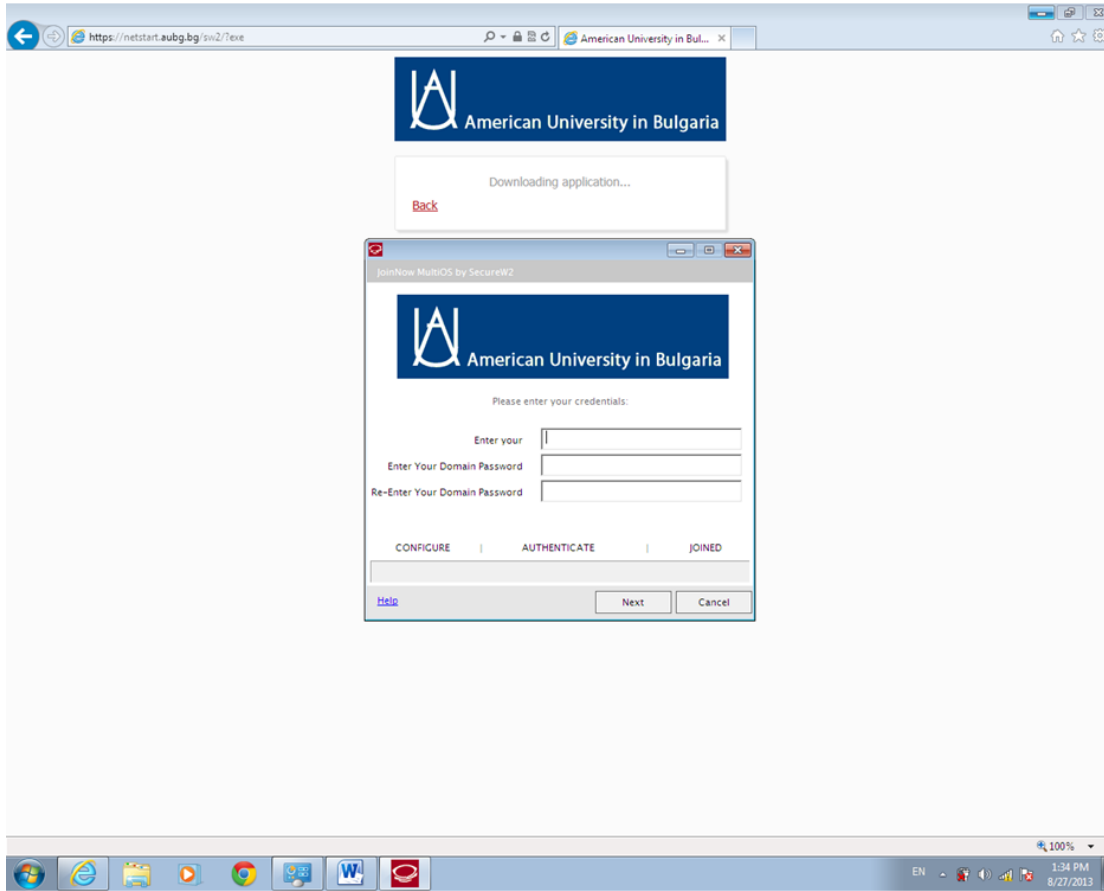 https://netstart.aubg.bg/sw2/?exe
American University in Bul...
American University in Bulgaria
Downloading application...
Back
JoinNow MultiOS by SecureW2
American University in Bulgaria
Please enter your credentials:
Enter your
Enter Your Domain Password
Re-Enter Your Domain Password
CONFIGURE | AUTHENTICATE | JOINED
Help Next Cancel
100%
EN 1:34 PM
8/27/2013